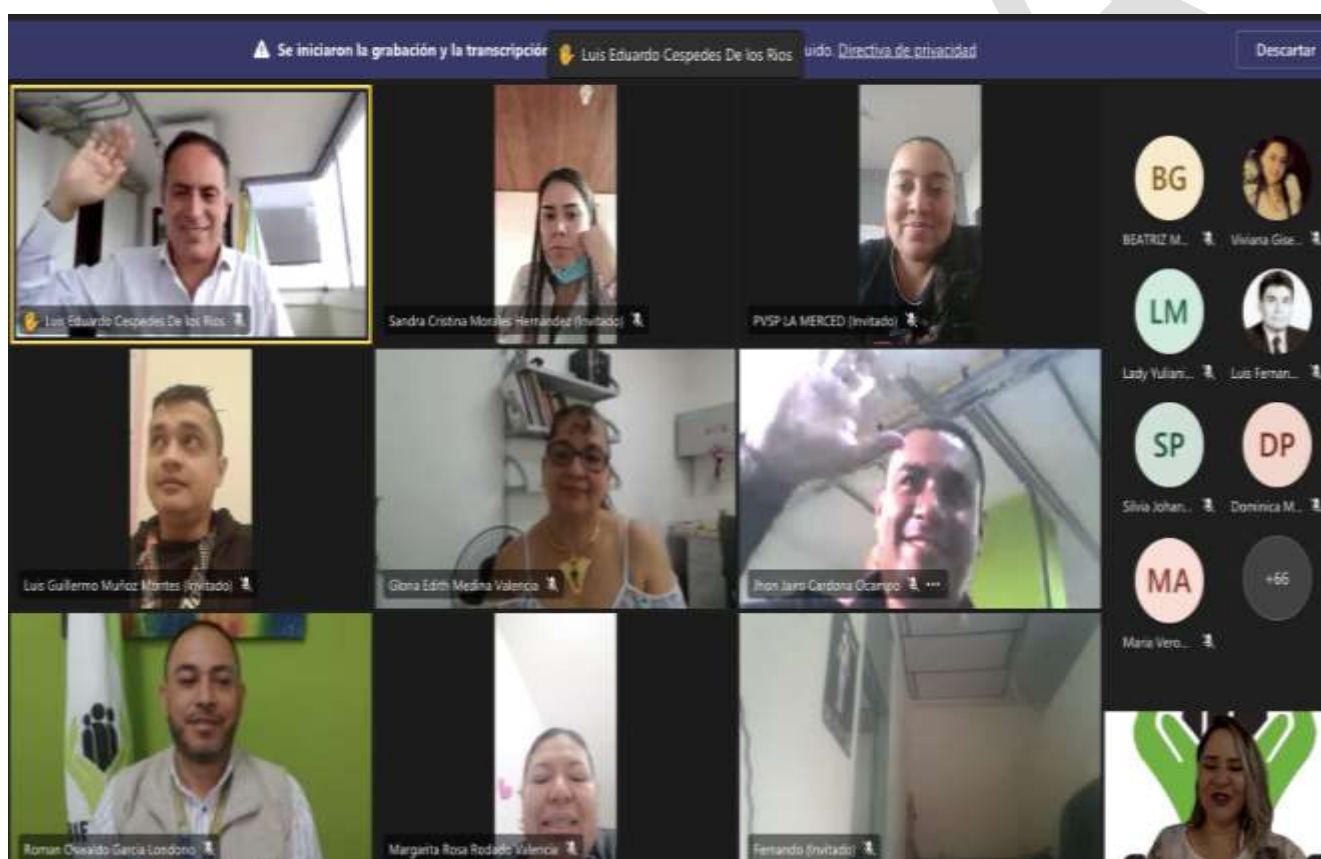 Se iniciaron la grabación y la transcripción
Luis Eduardo Cespedes De los Rios
uido. Directiva de privacidad
Descartar
Luis Eduardo Cespedes De los Rios
Sandra Cristina Morales Hernandez (Invitado)
PVSP LA MERCED (Invitado)
BG
BEATRIZ M...
Viviana Gise...
LM
Lady Yulian...
Luis Fernan...
Luis Guillermo Muñoz Montes (Invitado)
Gloria Edith Medina Valencia
Jhon Jairo Cardona Ocampo
SP
Silvia Johan...
DP
Dominica M...
MA
Maria Vero...
+66
Roman Oswaldo Garcia Londono
Margarita Rosa Rodado Valencia
Fernando (Invitado)